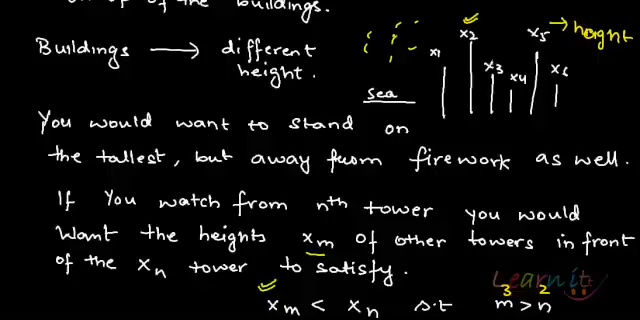 of the buildings.
Buildings → different
height.
x1 x2 x3 x4 x5 x6 → height
sea
You would want to stand on
the tallest, but away from firework as well.
If you watch from nth tower you would
want the heights xm of other towers in front
of the xn tower to satisfy.
xm < xn s.t m > n
3 2
Learn it